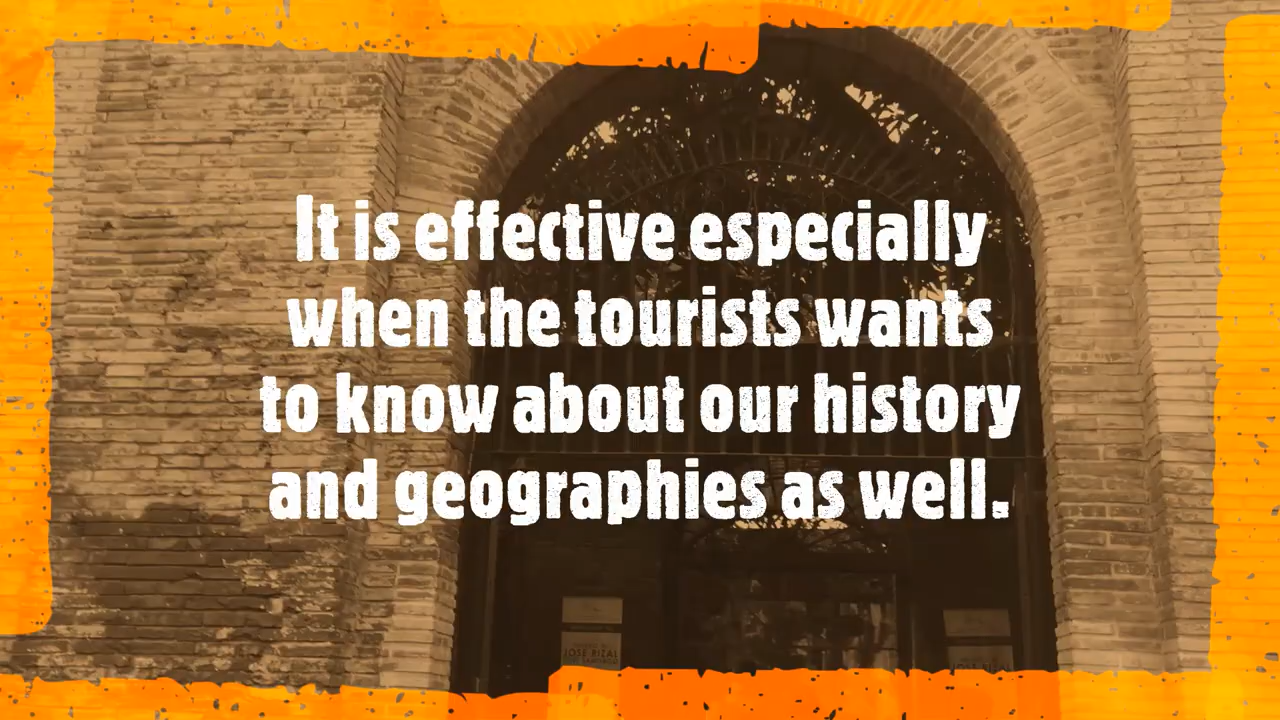 It is effective especially
when the tourists wants
to know about our history
and geographies as well.
JOSE RIZAL